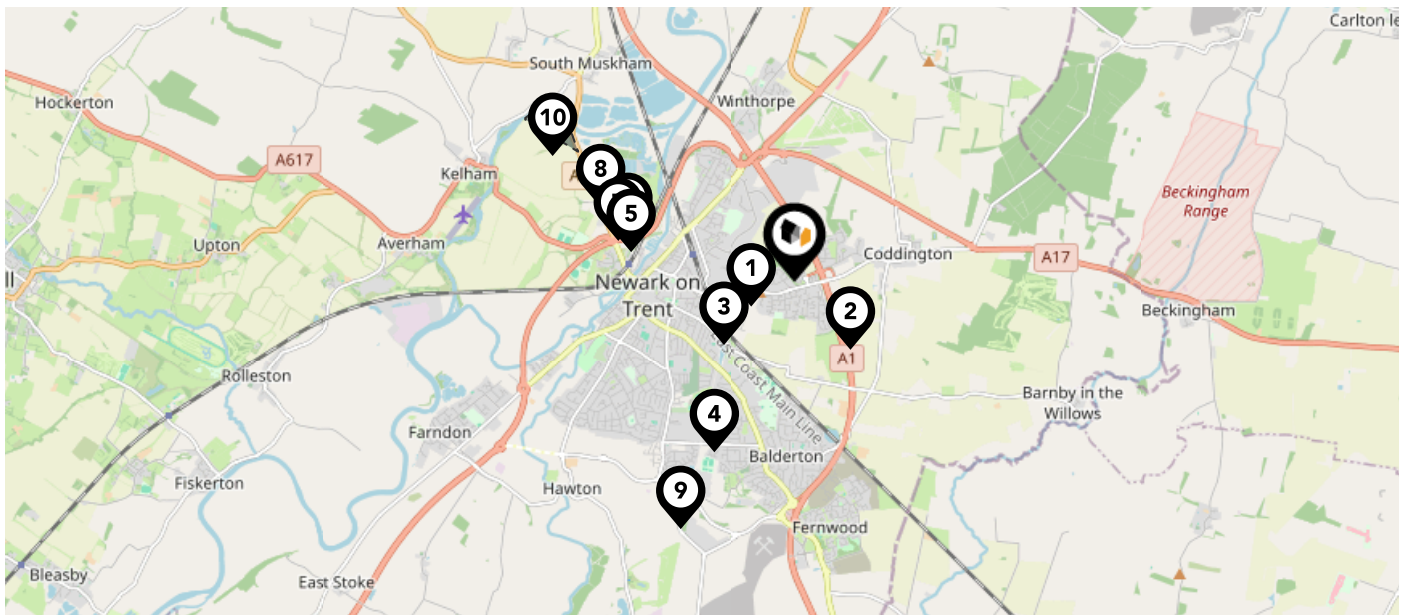 Carlton le
South Muskham
Hockerton
Winthorpe
10
A617
8
Kelham
Beckingham
Range
5
Upton
Averham
Coddington
A17
ll
1
Newark on
Trent
3
2
Beckingham
A1
East Coast Main Line
Rolleston
Barnby in the
Willows
4
Farndon
Balderton
Fiskerton
Hawton
9
Fernwood
Bleasby
East Stoke